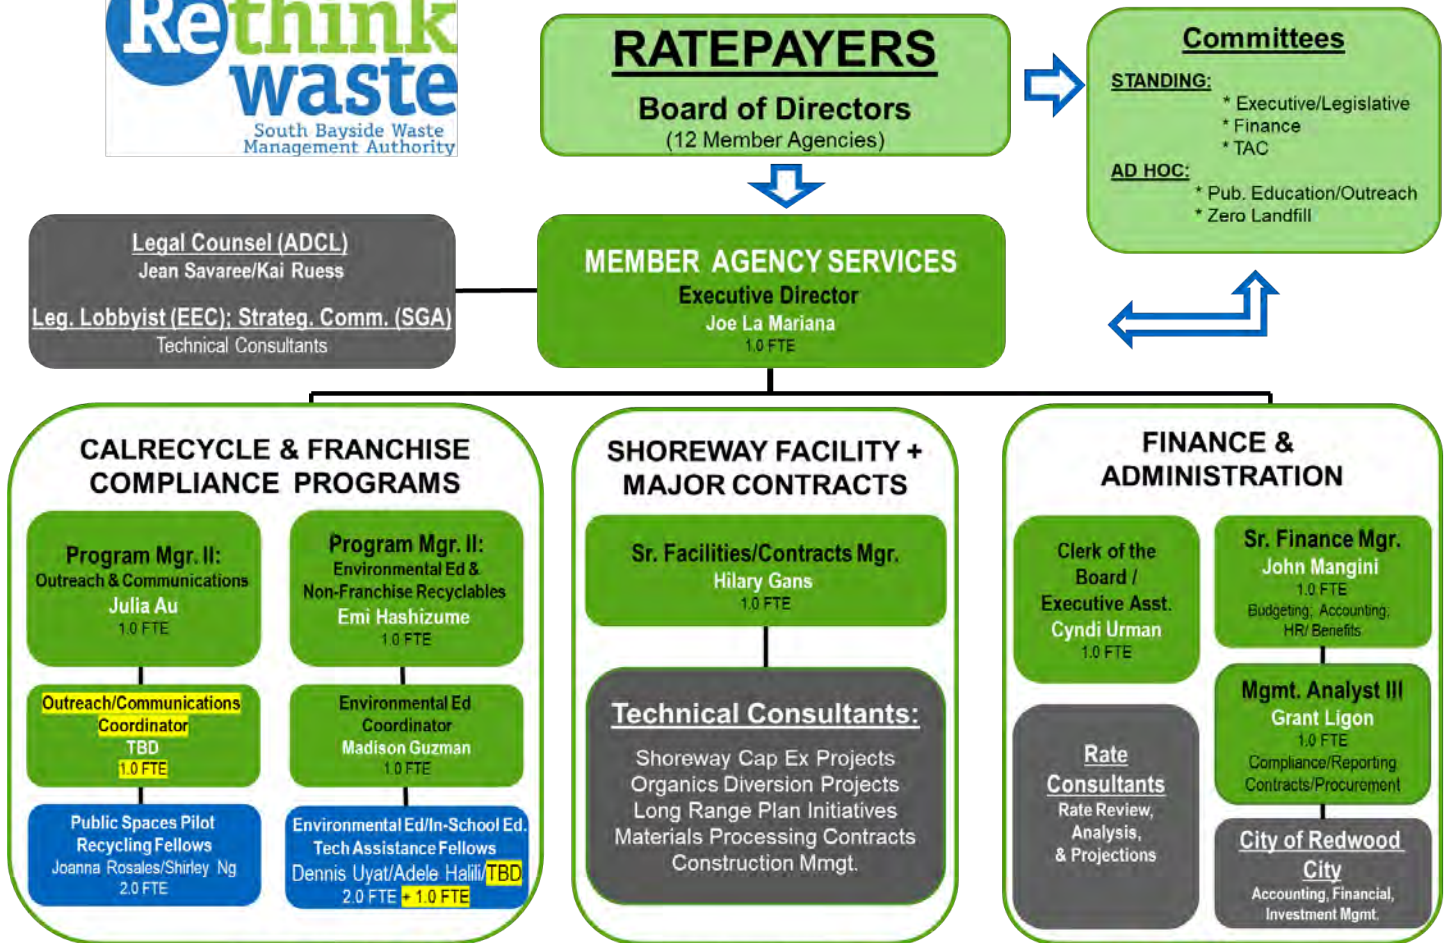 Rethink
waste
South Bayside Waste
Management Authority
RATEPAYERS
Board of Directors
(12 Member Agencies)
Committees
STANDING:
* Executive/Legislative
* Finance
* TAC
AD HOC:
* Pub. Education/Outreach
* Zero Landfill
Legal Counsel (ADCL)
Jean Savaree/Kai Ruess
Leg. Lobbyist (EEC); Strateg. Comm. (SGA)
Technical Consultants
MEMBER AGENCY SERVICES
Executive Director
Joe La Mariana
1.0 FTE
CALRECYCLE & FRANCHISE
COMPLIANCE PROGRAMS
Program Mgr. II:
Outreach & Communications
Julia Au
1.0 FTE
Outreach/Communications
Coordinator
TBD
1.0 FTE
Public Spaces Pilot
Recycling Fellows
Joanna Rosales/Shirley Ng
2.0 FTE
Program Mgr. II:
Environmental Ed &
Non-Franchise Recyclables
Emi Hashizume
1.0 FTE
Environmental Ed
Coordinator
Madison Guzman
1.0 FTE
Environmental Ed/In-School Ed.
Tech Assistance Fellows
Dennis Uyat/Adele Halili/TBD
2.0 FTE + 1.0 FTE
SHOREWAY FACILITY +
MAJOR CONTRACTS
Sr. Facilities/Contracts Mgr.
Hilary Gans
1.0 FTE
Technical Consultants:
Shoreway Cap Ex Projects
Organics Diversion Projects
Long Range Plan Initiatives
Materials Processing Contracts
Construction Mmgt.
FINANCE &
ADMINISTRATION
Clerk of the
Board /
Executive Asst.
Cyndi Urman
1.0 FTE
Rate
Consultants
Rate Review,
Analysis,
& Projections
Sr. Finance Mgr.
John Mangini
1.0 FTE
Budgeting; Accounting;
HR/ Benefits
Mgmt. Analyst III
Grant Ligon
1.0 FTE
Compliance/Reporting
Contracts/Procurement
City of Redwood
City
Accounting, Financial,
Investment Mgmt.